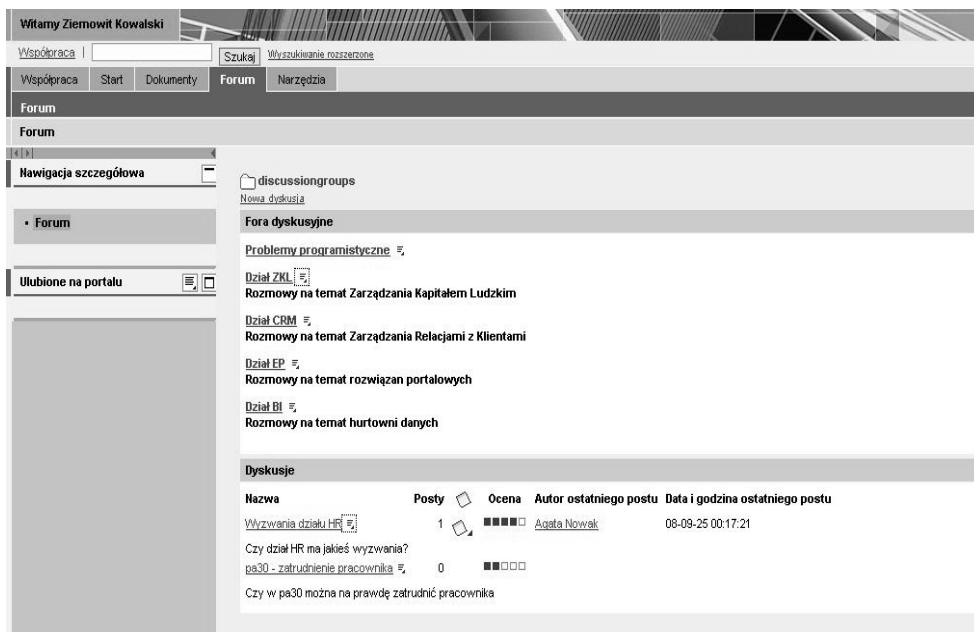 Witamy Ziemowit Kowalski
Współpraca |
Szukaj Wyszukiwanie rozszerzone
Współpraca Start Dokumenty Forum Narzędzia
Forum
Forum
Nawigacja szczegółowa
• Forum
Ulubione na portalu
discussiongroups
Nowa dyskusja
Fora dyskusyjne
Problemy programistyczne
Dział ZKL
Rozmowy na temat Zarządzania Kapitałem Ludzkim
Dział CRM
Rozmowy na temat Zarządzania Relacjami z Klientami
Dział EP
Rozmowy na temat rozwiązan portalowych
Dział BI
Rozmowy na temat hurtowni danych
Dyskusje
Nazwa Posty Ocena Autor ostatniego postu Data i godzina ostatniego postu
Wyzwania działu HR 1 Agata Nowak 08-09-25 00:17:21
Czy dział HR ma jakieś wyzwania?
pa30 - zatrudnienie pracownika 0
Czy w pa30 można na prawdę zatrudnić pracownika